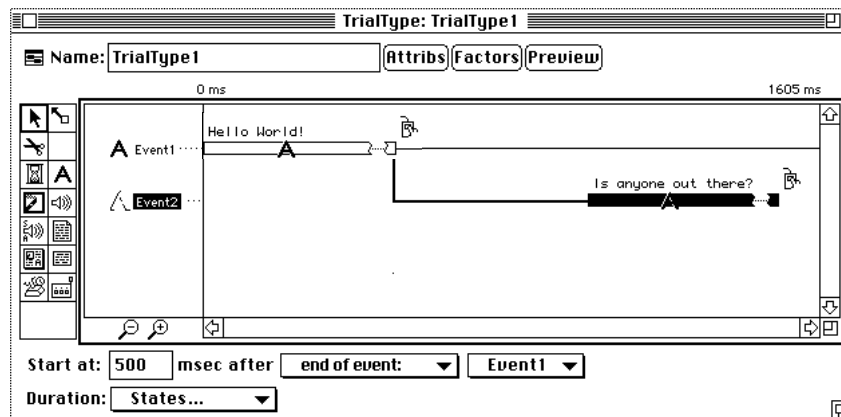 TrialType: TrialType1
Name: TrialType1 Attribs Factors Preview
0 ms 1605 ms
Hello World!
A Event1
A
Is anyone out there?
Event2
A
A
S
A
Start at: 500 msec after end of event: Event1
Duration: States...